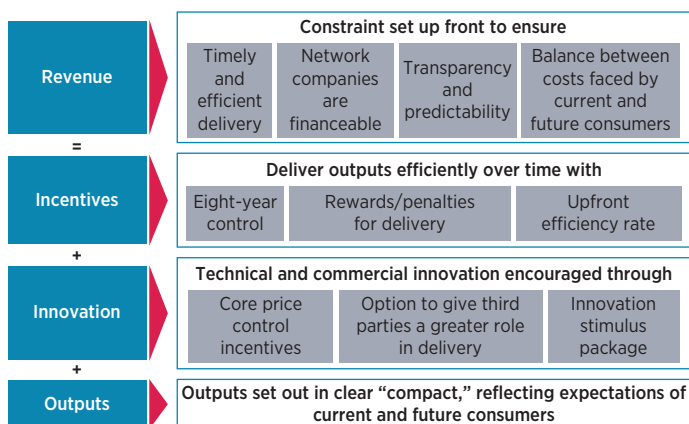 Revenue
Constraint set up front to ensure
Timely
and
efficient
delivery
Network
companies
are
financeable
Transparency
and
predictability
Balance between
costs faced by
current and
future consumers
=
Incentives
Deliver outputs efficiently over time with
Eight-year
control
Rewards/penalties
for delivery
Upfront
efficiency rate
+
Innovation
Technical and commercial innovation encouraged through
Core price
control
incentives
Option to give third
parties a greater role
in delivery
Innovation
stimulus
package
+
Outputs
Outputs set out in clear “compact,” reflecting expectations of
current and future consumers